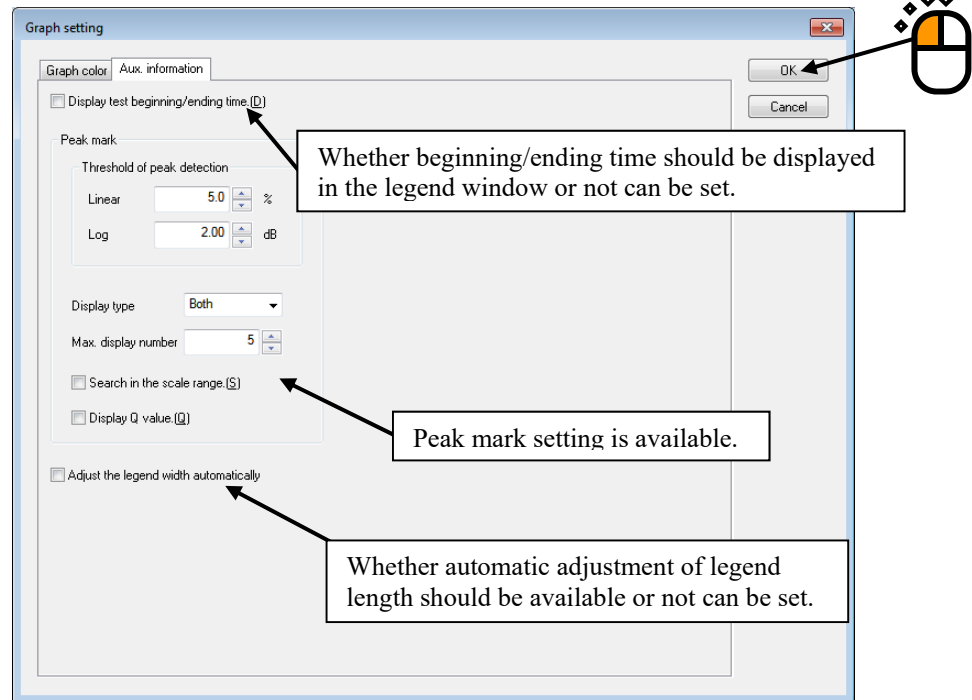 Graph setting
Graph color Aux. information
OK
Display test beginning/ending time.(D)
Cancel
Peak mark
Whether beginning/ending time should be displayed
in the legend window or not can be set.
Threshold of peak detection
Linear 5.0 %
Log 2.00 dB
Display type Both
Max. display number 5
Search in the scale range.(S)
Display Q value.(Q)
Peak mark setting is available.
Adjust the legend width automatically
Whether automatic adjustment of legend
length should be available or not can be set.